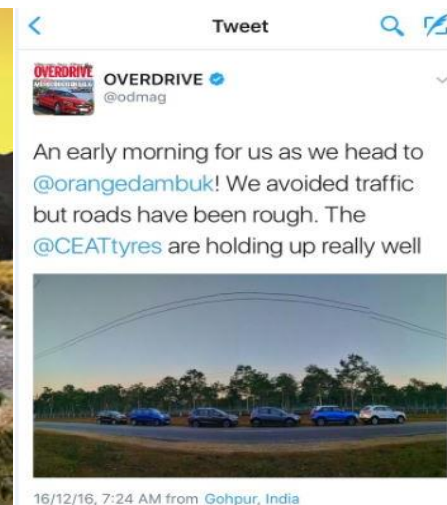 Tweet
OVERDRIVE
OVERDRIVE
@odmag
An early morning for us as we head to
@orangedambuk! We avoided traffic
but roads have been rough. The
@CEATtyres are holding up really well
16/12/16, 7:24 AM from Gohpur, India